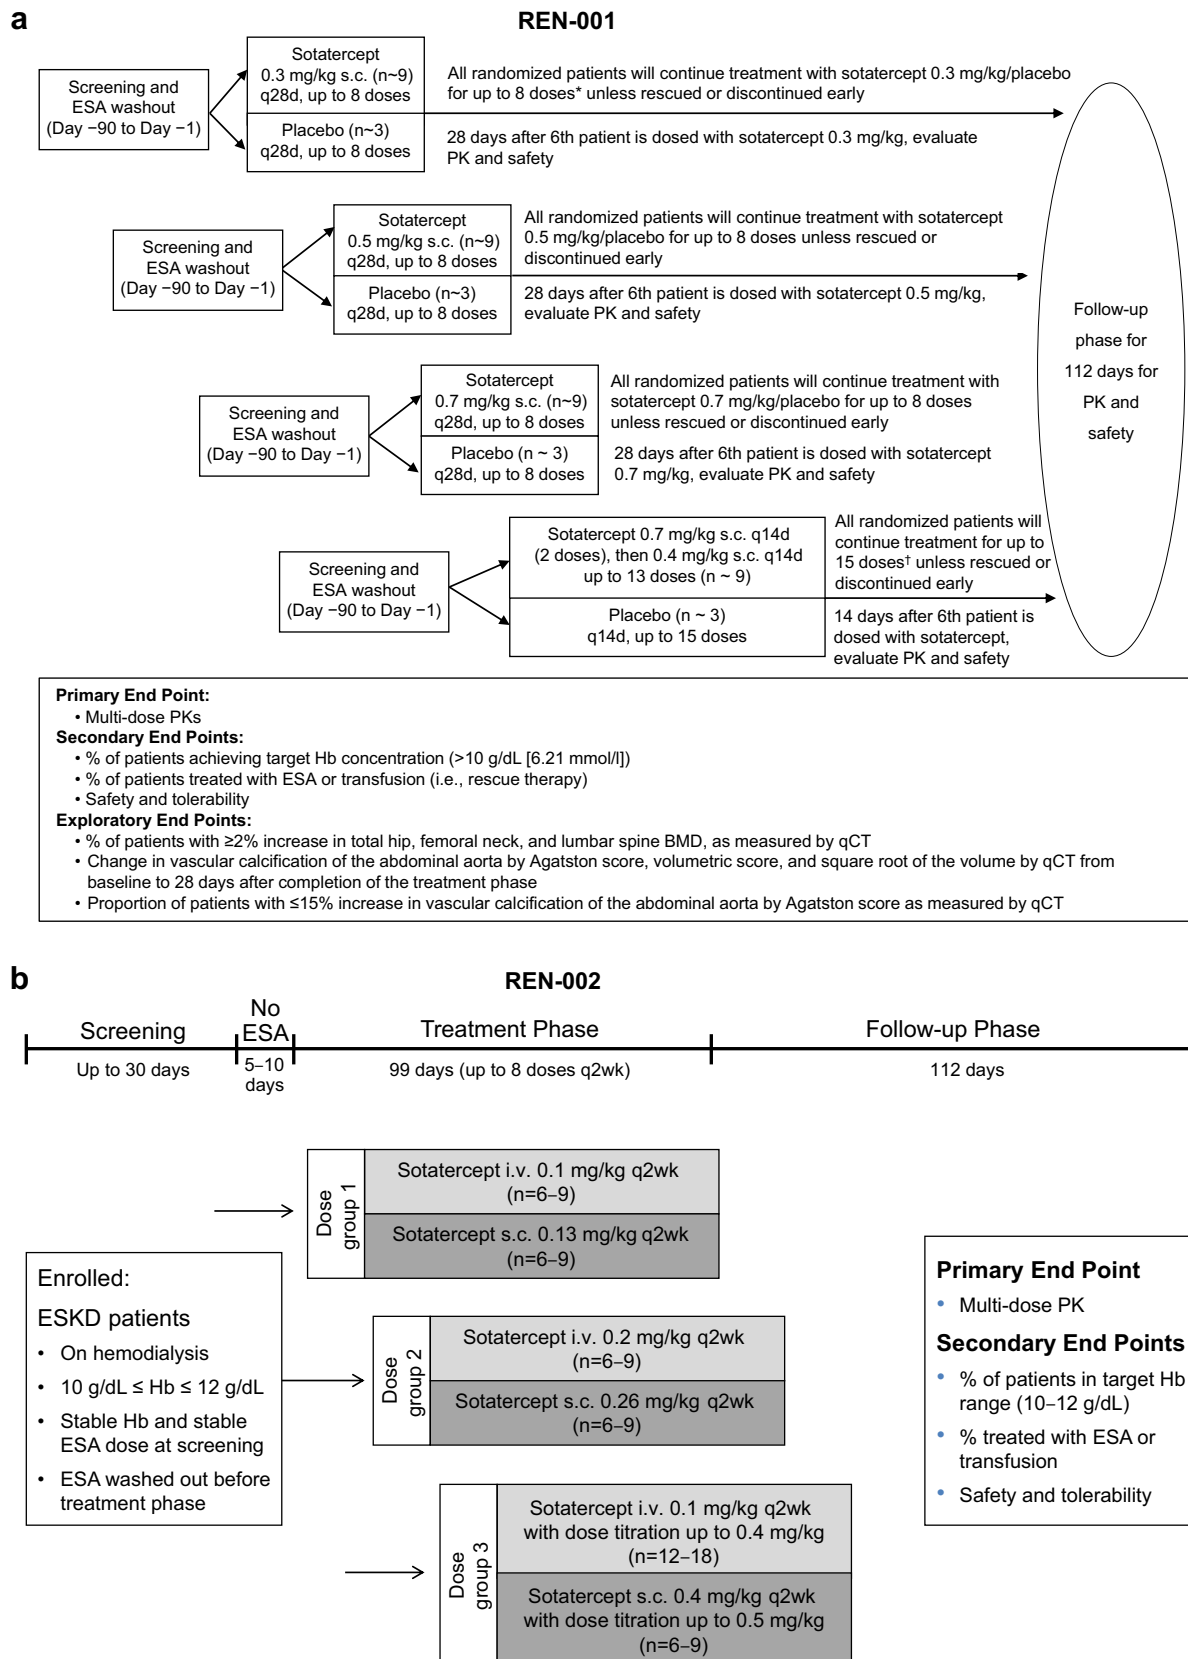 a
REN-001
Screening and
ESA washout
(Day −90 to Day −1)
Sotatercept
0.3 mg/kg s.c. (n~9)
q28d, up to 8 doses
Placebo (n~3)
q28d, up to 8 doses
All randomized patients will continue treatment with sotatercept 0.3 mg/kg/placebo
for up to 8 doses* unless rescued or discontinued early
28 days after 6th patient is dosed with sotatercept 0.3 mg/kg, evaluate
PK and safety
Screening and
ESA washout
(Day −90 to Day −1)
Sotatercept
0.5 mg/kg s.c. (n~9)
q28d, up to 8 doses
Placebo (n~3)
q28d, up to 8 doses
All randomized patients will continue treatment with sotatercept
0.5 mg/kg/placebo for up to 8 doses unless rescued or
discontinued early
28 days after 6th patient is dosed with sotatercept 0.5 mg/kg,
evaluate PK and safety
Screening and
ESA washout
(Day −90 to Day −1)
Sotatercept
0.7 mg/kg s.c. (n~9)
q28d, up to 8 doses
Placebo (n ~ 3)
q28d, up to 8 doses
All randomized patients will continue treatment with
sotatercept 0.7 mg/kg/placebo for up to 8 doses
unless rescued or discontinued early
28 days after 6th patient is dosed with sotatercept
0.7 mg/kg, evaluate PK and safety
Screening and
ESA washout
(Day −90 to Day −1)
Sotatercept 0.7 mg/kg s.c. q14d
(2 doses), then 0.4 mg/kg s.c. q14d
up to 13 doses (n ~ 9)
Placebo (n ~ 3)
q14d, up to 15 doses
All randomized patients will
continue treatment for up to
15 doses† unless rescued or
discontinued early
14 days after 6th patient is
dosed with sotatercept,
evaluate PK and safety
Follow-up
phase for
112 days for
PK and
safety
Primary End Point:
• Multi-dose PKs
Secondary End Points:
• % of patients achieving target Hb concentration (>10 g/dL [6.21 mmol/l])
• % of patients treated with ESA or transfusion (i.e., rescue therapy)
• Safety and tolerability
Exploratory End Points:
• % of patients with ≥2% increase in total hip, femoral neck, and lumbar spine BMD, as measured by qCT
• Change in vascular calcification of the abdominal aorta by Agatston score, volumetric score, and square root of the volume by qCT from
baseline to 28 days after completion of the treatment phase
• Proportion of patients with ≤15% increase in vascular calcification of the abdominal aorta by Agatston score as measured by qCT
b
REN-002
Screening
No
ESA
Treatment Phase
Follow-up Phase
Up to 30 days
5–10
days
99 days (up to 8 doses q2wk)
112 days
Dose
group 1
Sotatercept i.v. 0.1 mg/kg q2wk
(n=6–9)
Sotatercept s.c. 0.13 mg/kg q2wk
(n=6–9)
Enrolled:
ESKD patients
• On hemodialysis
• 10 g/dL ≤ Hb ≤ 12 g/dL
• Stable Hb and stable
ESA dose at screening
• ESA washed out before
treatment phase
Dose
group 2
Sotatercept i.v. 0.2 mg/kg q2wk
(n=6–9)
Sotatercept s.c. 0.26 mg/kg q2wk
(n=6–9)
Dose
group 3
Sotatercept i.v. 0.1 mg/kg q2wk
with dose titration up to 0.4 mg/kg
(n=12–18)
Sotatercept s.c. 0.4 mg/kg q2wk
with dose titration up to 0.5 mg/kg
(n=6–9)
Primary End Point
• Multi-dose PK
Secondary End Points
• % of patients in target Hb
range (10–12 g/dL)
• % treated with ESA or
transfusion
• Safety and tolerability